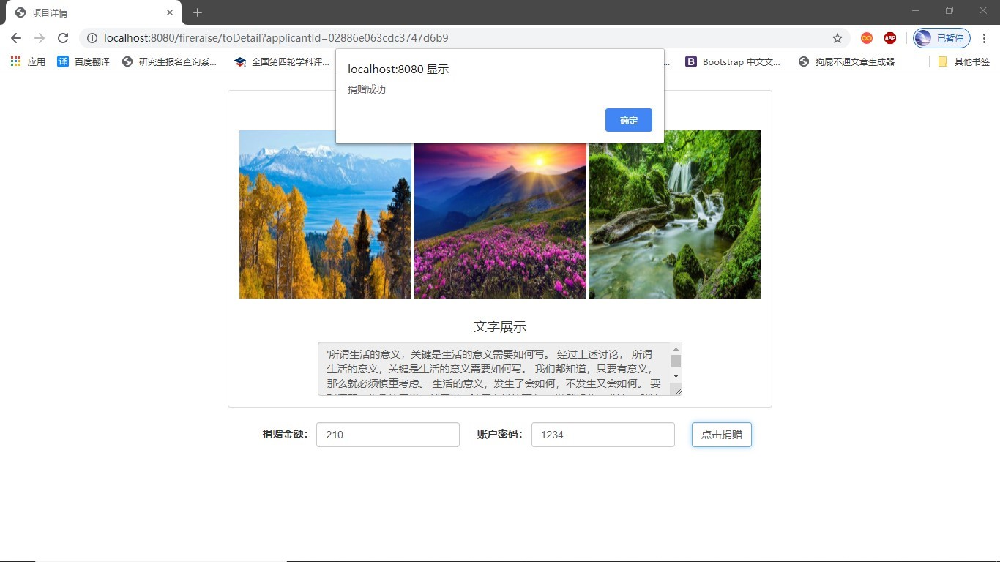 项目详情
localhost:8080/fireraise/toDetail?applicantId=02886e063cdc3747d6b9
ABP
已暂停
应用
译 百度翻译
研究生报名查询系...
全国第四轮学科评...
...
B Bootstrap 中文文...
狗屁不通文章生成器
其他书签
localhost:8080 显示
捐赠成功
确定
文字展示
'所谓生活的意义，关键是生活的意义需要如何写。 经过上述讨论， 所谓
生活的意义，关键是生活的意义需要如何写。 我们都知道，只要有意义，
那么就必须慎重考虑。 生活的意义，发生了会如何，不发生又会如何。 要
捐赠金额： 210
账户密码： 1234
点击捐赠